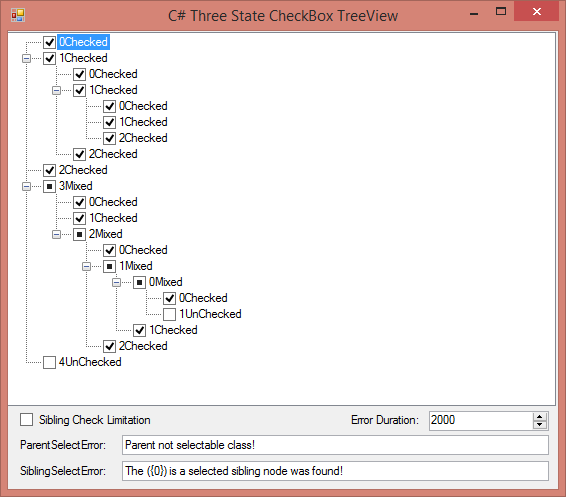 C# Three State CheckBox TreeView
0Checked
1Checked
0Checked
1Checked
0Checked
1Checked
2Checked
2Checked
2Checked
3Mixed
0Checked
1Checked
2Mixed
0Checked
1Mixed
0Mixed
0Checked
1UnChecked
1Checked
2Checked
4UnChecked
Sibling Check Limitation Error Duration: 2000
ParentSelectError: Parent not selectable class!
SiblingSelectError: The ({0}) is a selected sibling node was found!